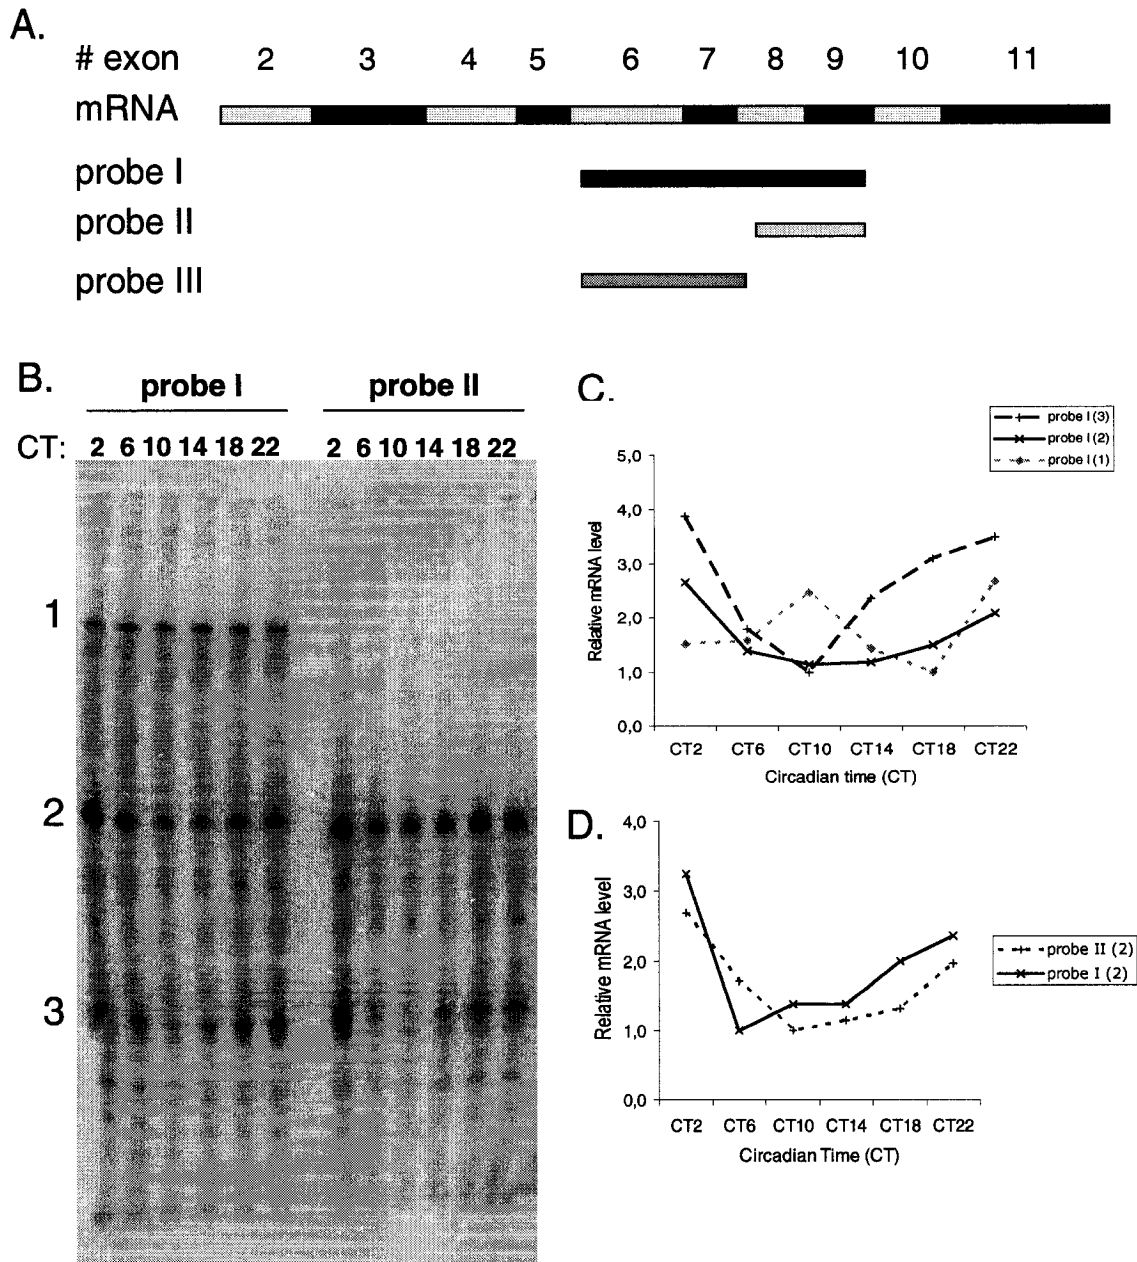 A.
# exon 2 3 4 5 6 7 8 9 10 11
mRNA
probe I
probe II
probe III
B.
probe I probe II
CT: 2 6 10 14 18 22 2 6 10 14 18 22
1
2
3
C.
probe I (3)
probe I (2)
probe I (1)
5,0
4,0
3,0
2,0
1,0
0,0
Relative mRNA level
CT2 CT6 CT10 CT14 CT18 CT22
Circadian time (CT)
D.
4,0
3,0
2,0
1,0
0,0
Relative mRNA level
probe II (2)
probe I (2)
CT2 CT6 CT10 CT14 CT18 CT22
Circadian Time (CT)